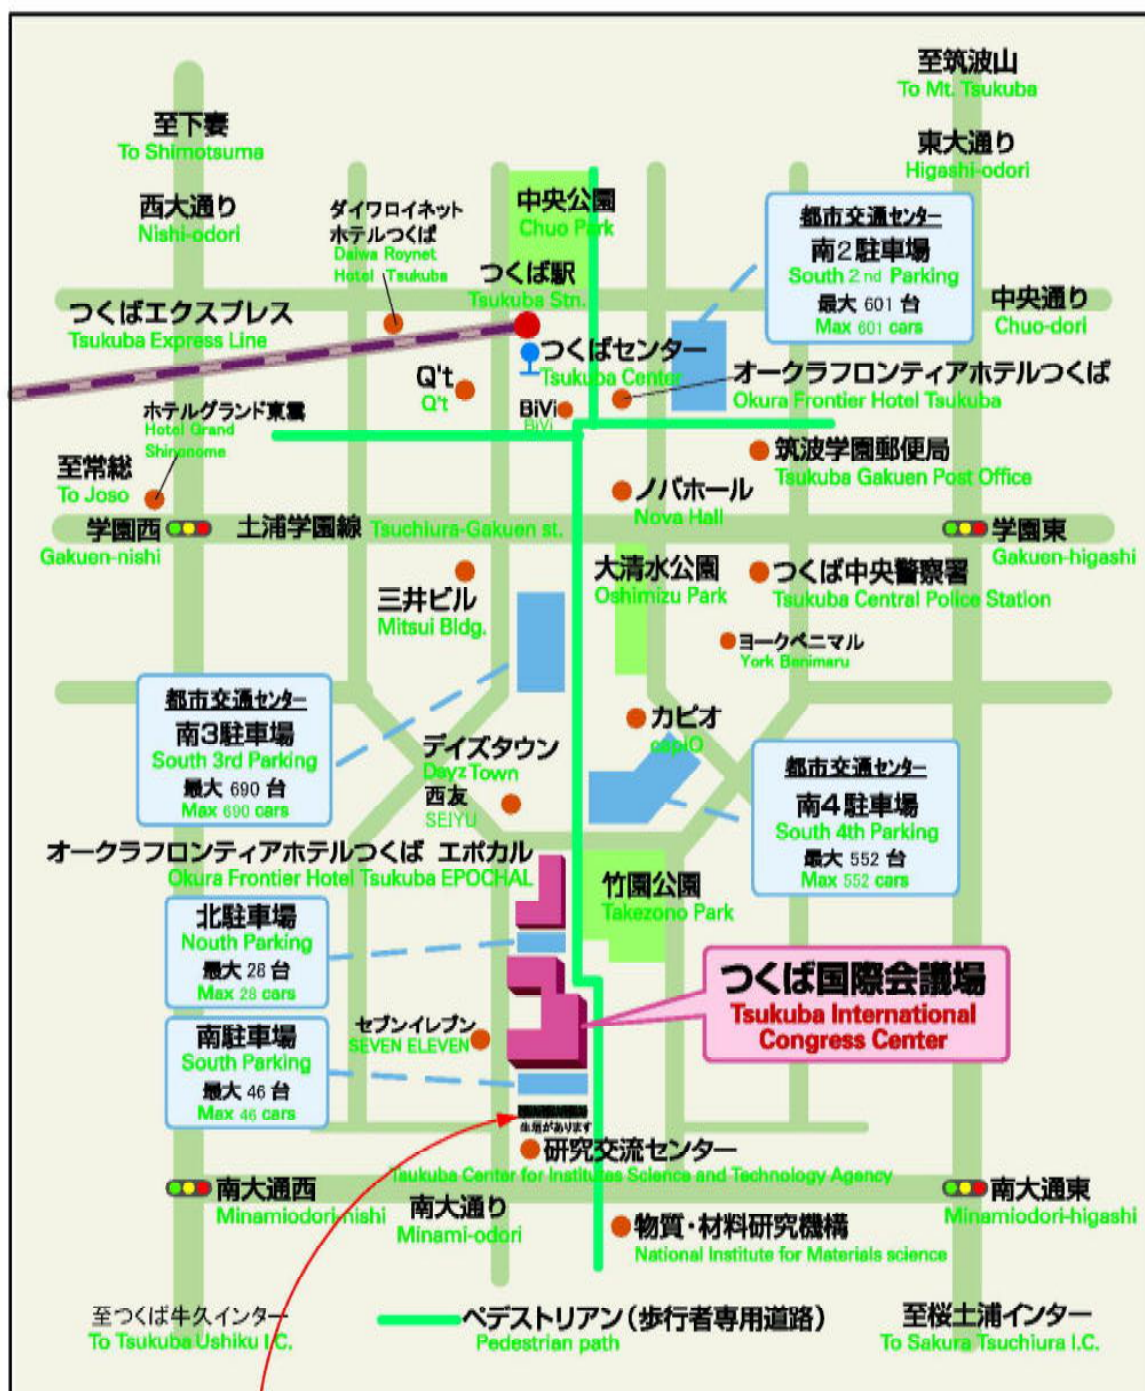 至筑波山
To Mt. Tsukuba
至下妻
To Shimotsuma
東大通り
Higashi-odori
西大通り
Nishi-odori
ダイワロイネット
ホテルつくば
Daiwa Roynet
Hotel Tsukuba
中央公園
Chuo Park
都市交通センター
南2駐車場
South 2nd Parking
最大 601 台
Max 601 cars
つくば駅
Tsukuba Stn.
中央通り
Chuo-dori
つくばエクスプレス
Tsukuba Express Line
つくばセンター
Tsukuba Center
Q't
Q't
オークラフロンティアホテルつくば
Okura Frontier Hotel Tsukuba
BiVi
BiVi
ホテルグランド東雲
Hotel Grand
Shinonome
筑波学園郵便局
Tsukuba Gakuen Post Office
至常総
To Joso
ノバホール
Nova Hall
学園西
Gakuen-nishi
土浦学園線 Tsuchiura-Gakuen st.
学園東
Gakuen-higashi
大清水公園
Oshimizu Park
つくば中央警察署
Tsukuba Central Police Station
三井ビル
Mitsui Bldg.
ヨークベニマル
York Benimaru
都市交通センター
南3駐車場
South 3rd Parking
最大 690 台
Max 690 cars
カピオ
capiO
デイズタウン
Dayz Town
西友
SEIYU
都市交通センター
南4駐車場
South 4th Parking
最大 552 台
Max 552 cars
オークラフロンティアホテルつくば エポカル
Okura Frontier Hotel Tsukuba EPOCHAL
竹園公園
Takezono Park
北駐車場
Nouth Parking
最大 28 台
Max 28 cars
つくば国際会議場
Tsukuba International
Congress Center
セブンイレブン
SEVEN ELEVEN
南駐車場
South Parking
最大 46 台
Max 46 cars
生垣があります
研究交流センター
Tsukuba Center for Institutes Science and Technology Agency
南大通西
Minamiodori-nishi
南大通り
Minami-odori
南大通東
Minamiodori-higashi
物質・材料研究機構
National Institute for Materials science
至つくば牛久インター
To Tsukuba Ushiku I.C.
ペデストリアン(歩行者専用道路)
Pedestrian path
至桜土浦インター
To Sakura Tsuchiura I.C.